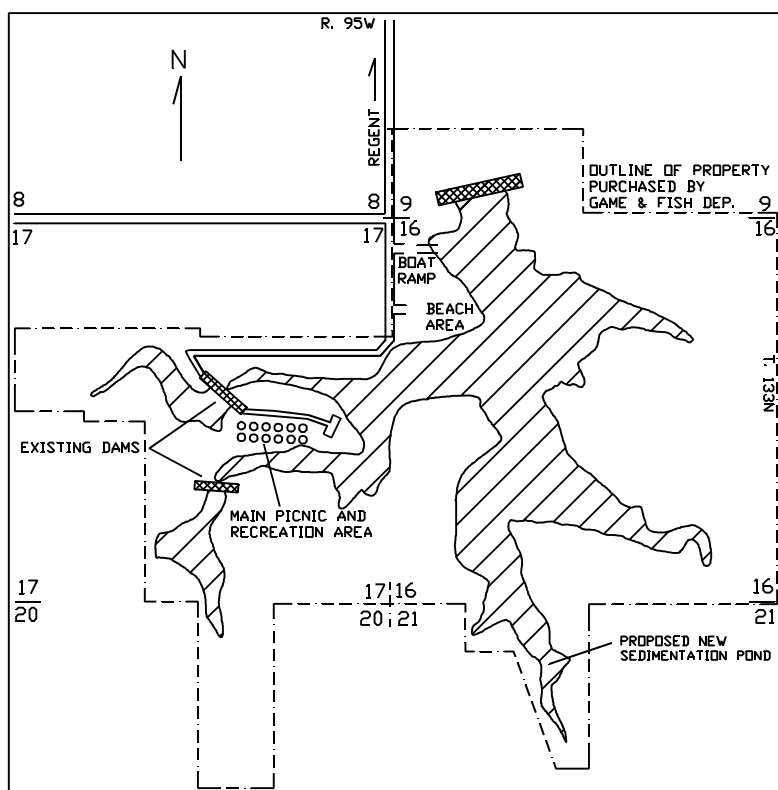 R. 95W
N
REGENT
OUTLINE OF PROPERTY
PURCHASED BY
GAME & FISH DEP.
8
8
9
9
17
17
16
16
BOAT
RAMP
BEACH
AREA
T. 133N
EXISTING DAMS
MAIN PICNIC AND
RECREATION AREA
17
17
16
16
20
20
21
21
PROPOSED NEW
SEDIMENTATION POND